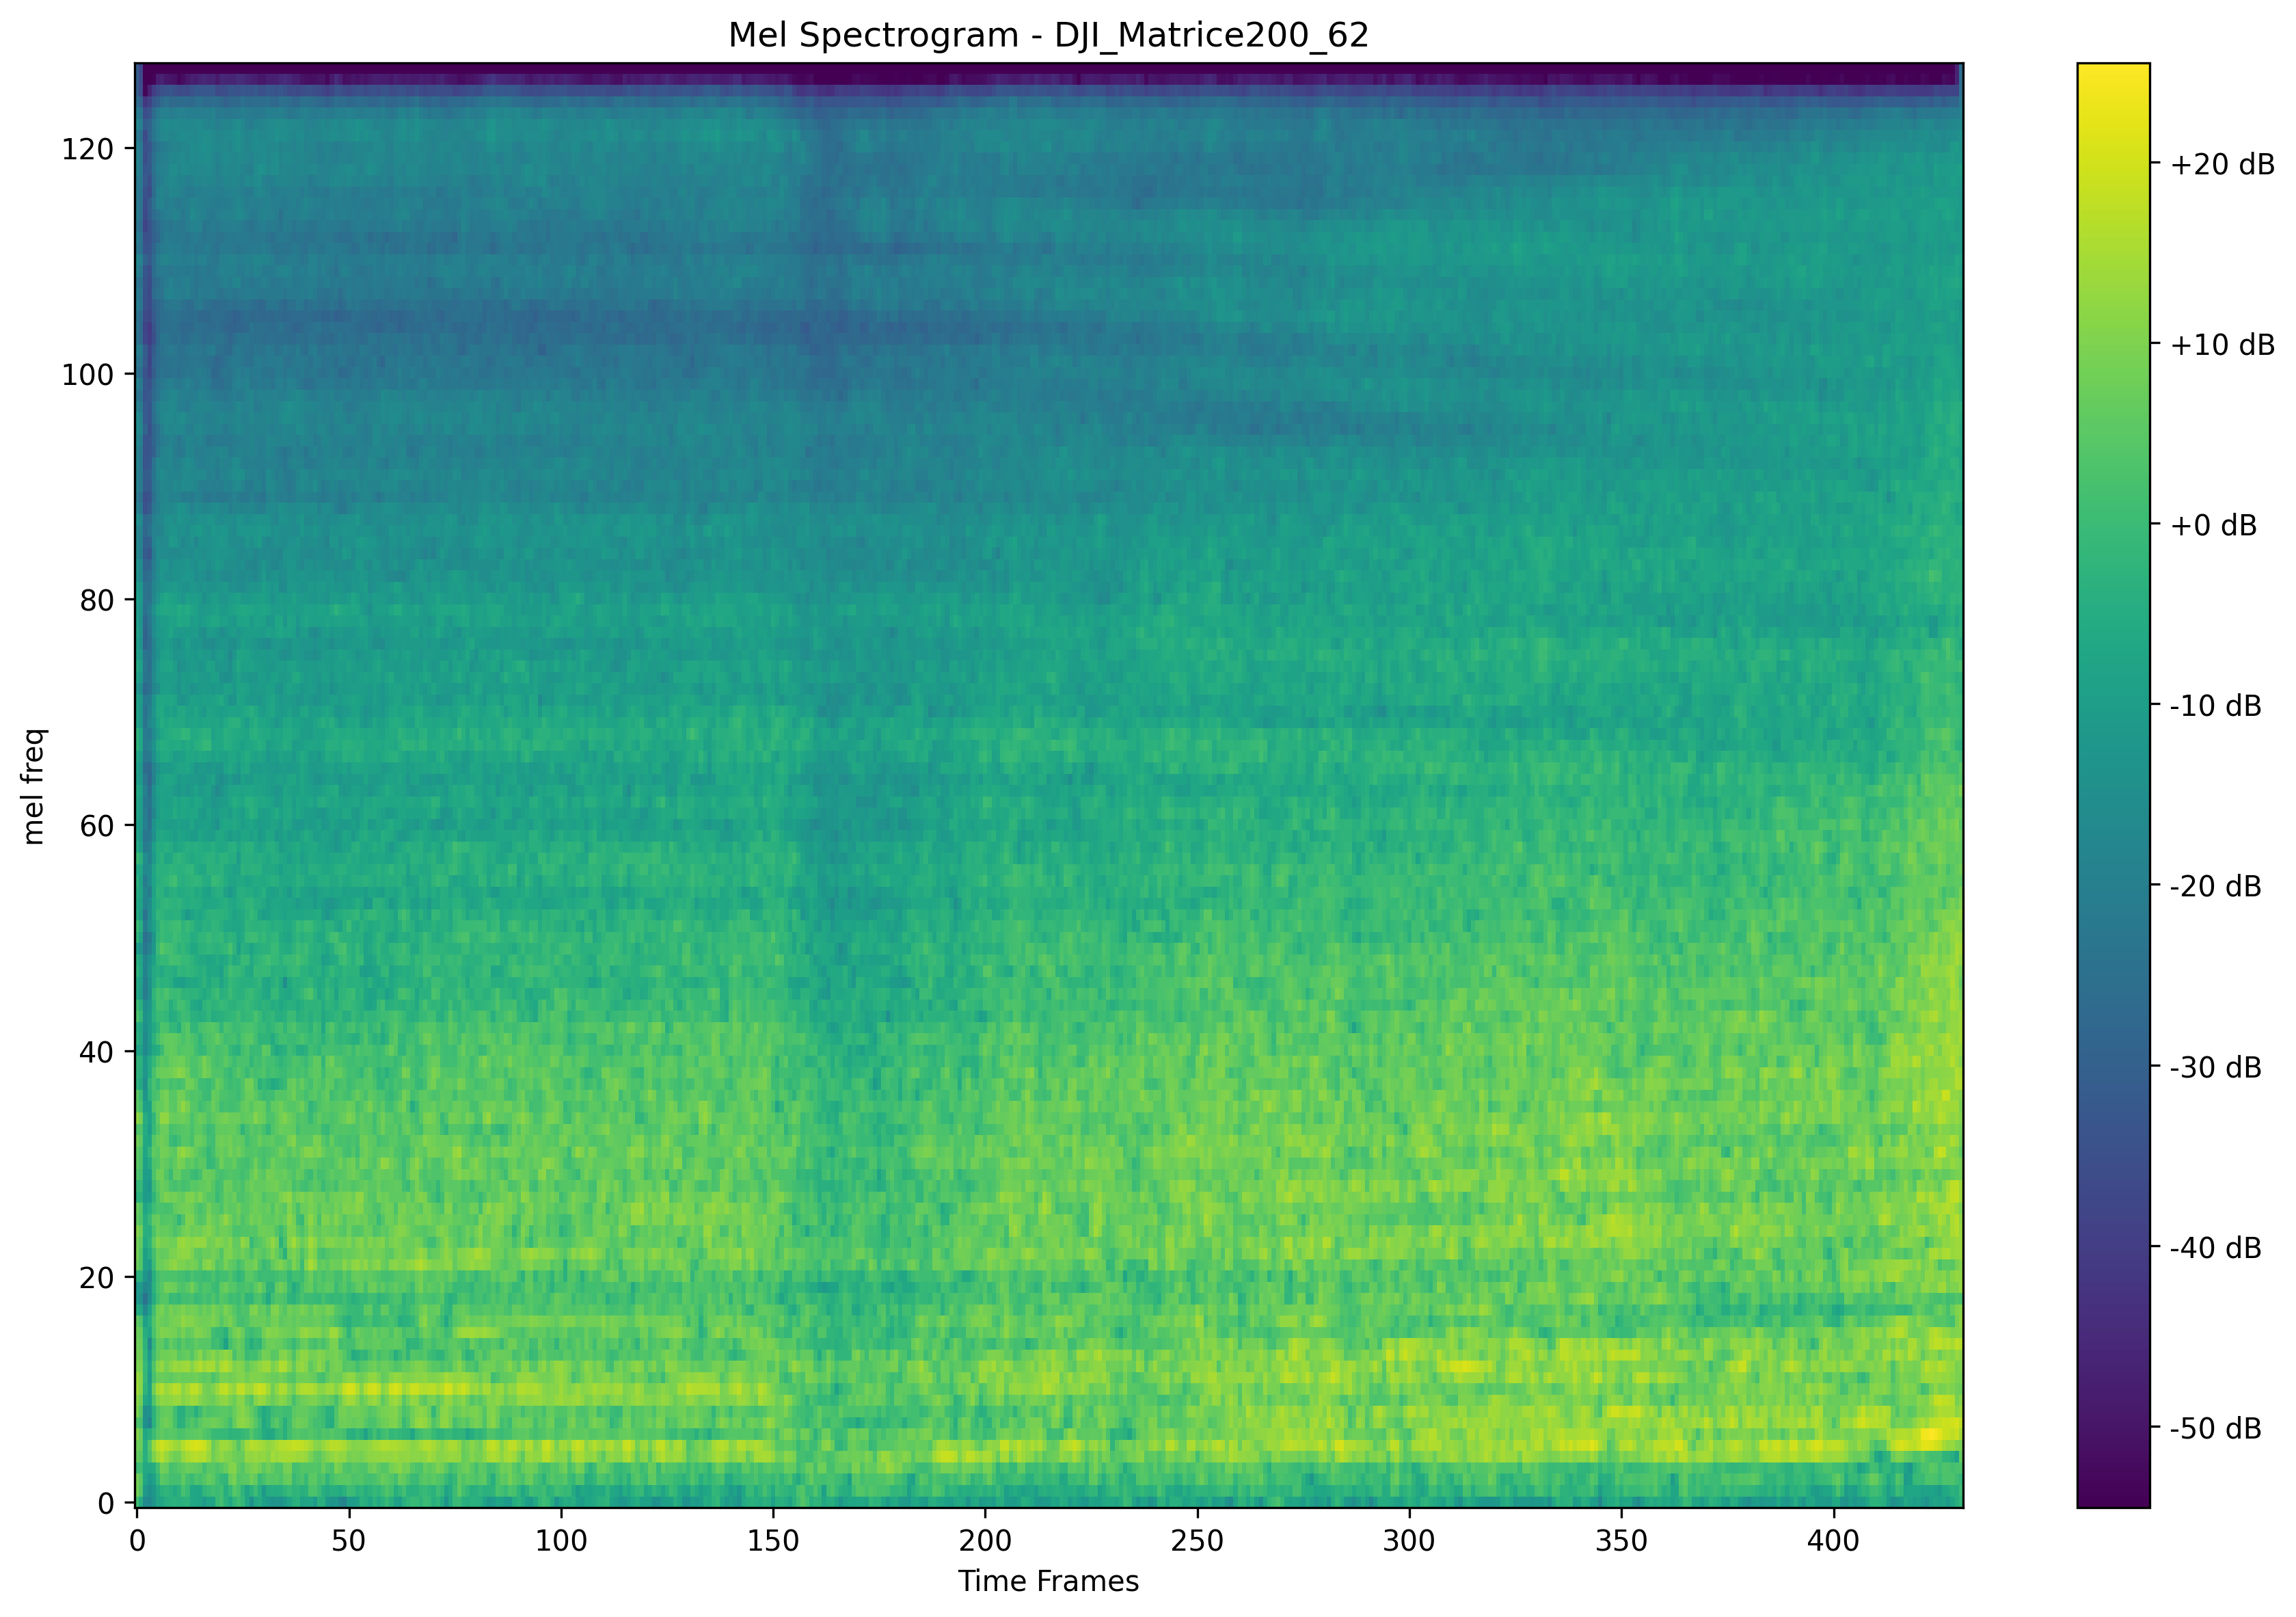 Mel Spectrogram - DJI_Matrice200_62
mel freq
120
100
80
60
40
20
0
0 50 100 150 200 250 300 350 400
Time Frames
+20 dB
+10 dB
+0 dB
-10 dB
-20 dB
-30 dB
-40 dB
-50 dB